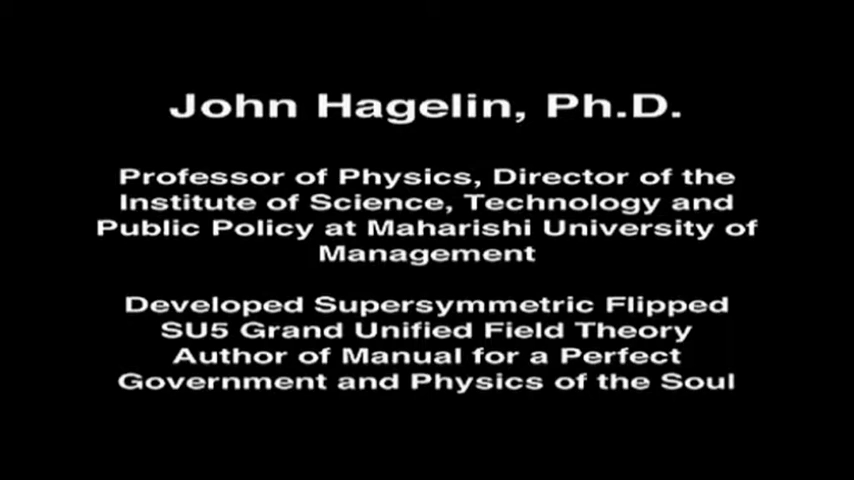 John Hagelin, Ph.D.
Professor of Physics, Director of the
Institute of Science, Technology and
Public Policy at Maharishi University of
Management
Developed Supersymmetric Flipped
SU5 Grand Unified Field Theory
Author of Manual for a Perfect
Government and Physics of the Soul